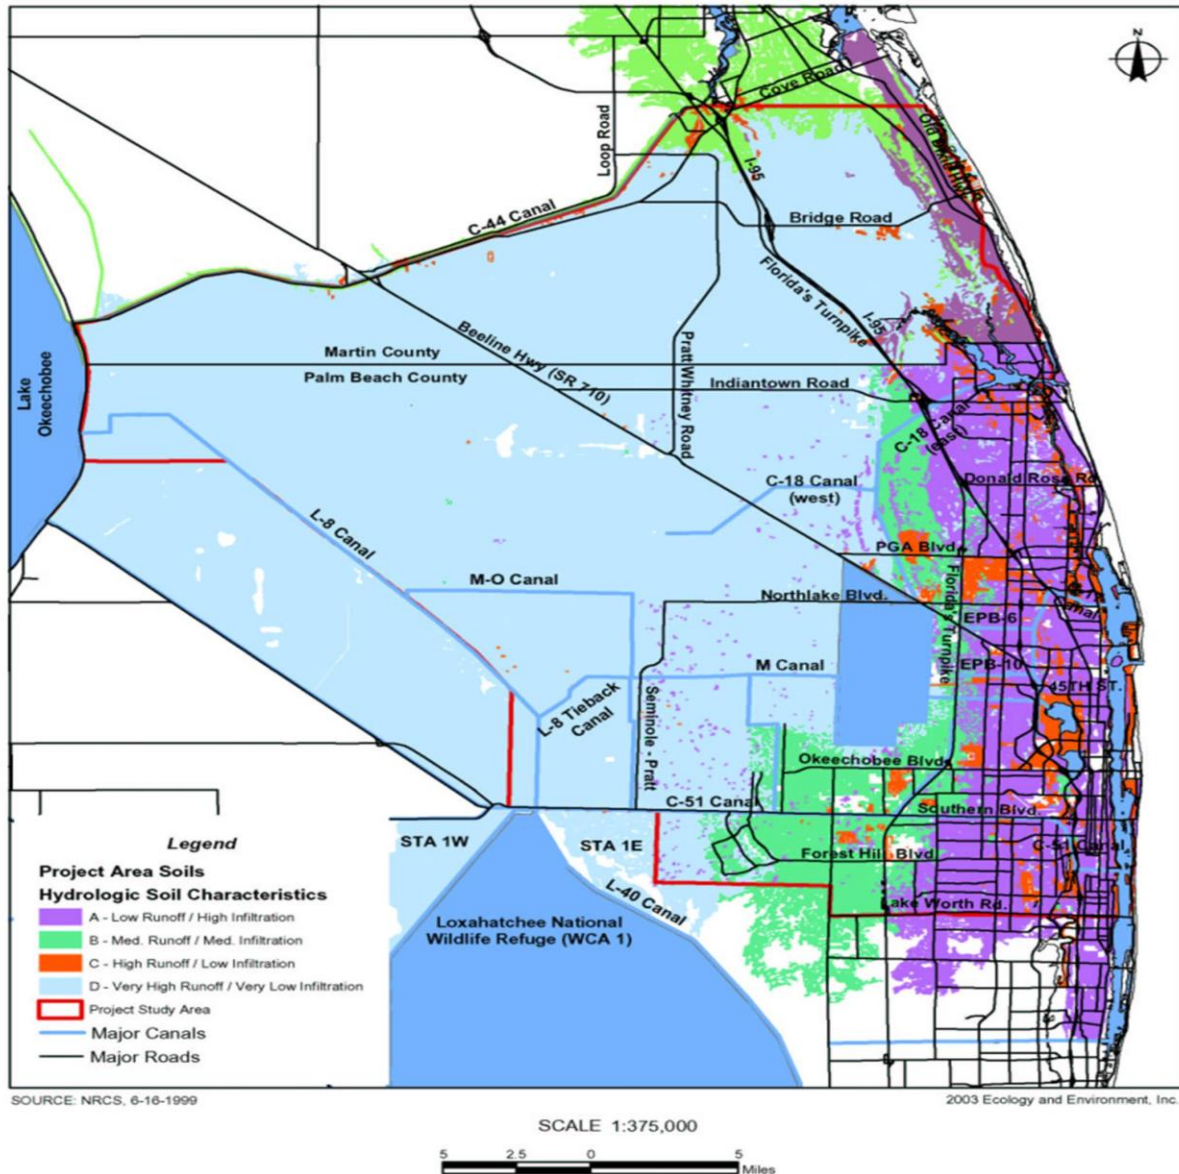 N
Cove Road
Loop Road
Old Dixie Hwy
I-95
C-44 Canal
Bridge Road
Florida's Turnpike
I-95
Beeline Hwy (SR 710)
Pratt Whitney Road
Lake
Okeechobee
Martin County
Palm Beach County
Indiantown Road
C-18 Canal
(east)
C-18 Canal
(west)
Donald Ross Rd
L-8 Canal
PGA Blvd.
M-O Canal
Northlake Blvd.
Florida's Turnpike
EPB-6
Canal
M Canal
EPB-10
45TH ST.
L-8 Tieback
Canal
Seminole - Pratt
Okeechobee Blvd.
C-51 Canal
Southern Blvd.
STA 1W
STA 1E
Forest Hill Blvd.
C-51 Canal
L-40 Canal
Lake Worth Rd.
Loxahatchee National
Wildlife Refuge (WCA 1)
Legend
Project Area Soils
Hydrologic Soil Characteristics
A - Low Runoff / High Infiltration
B - Med. Runoff / Med. Infiltration
C - High Runoff / Low Infiltration
D - Very High Runoff / Very Low Infiltration
Project Study Area
Major Canals
Major Roads
SOURCE: NRCS, 6-16-1999
2003 Ecology and Environment, Inc.
SCALE 1:375,000
5 2.5 0 5
Miles